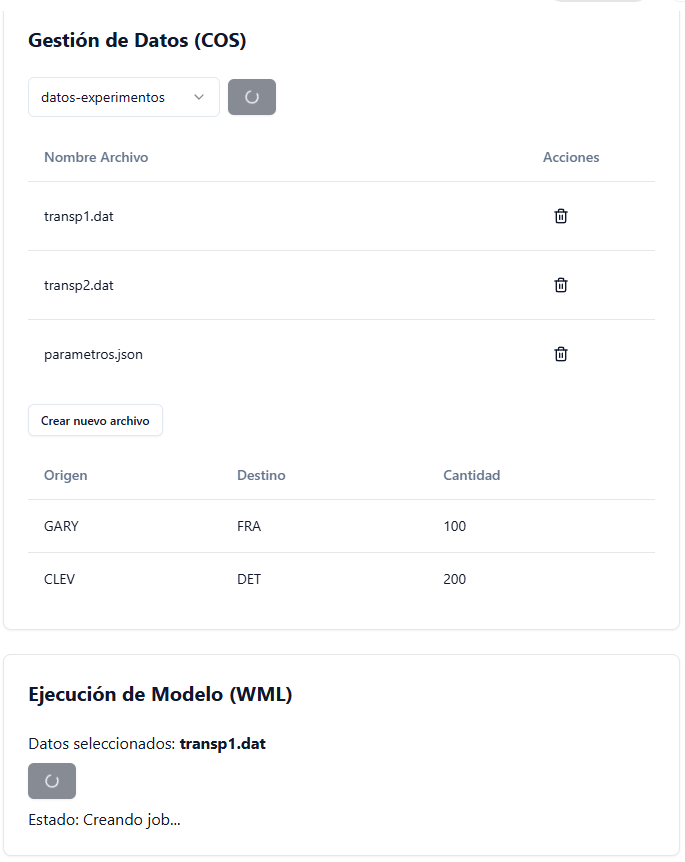 Gestión de Datos (COS)
datos-experimentos
Nombre Archivo Acciones
transp1.dat
transp2.dat
parametros.json
Crear nuevo archivo
Origen Destino Cantidad
GARY FRA 100
CLEV DET 200
Ejecución de Modelo (WML)
Datos seleccionados: transp1.dat
Estado: Creando job...